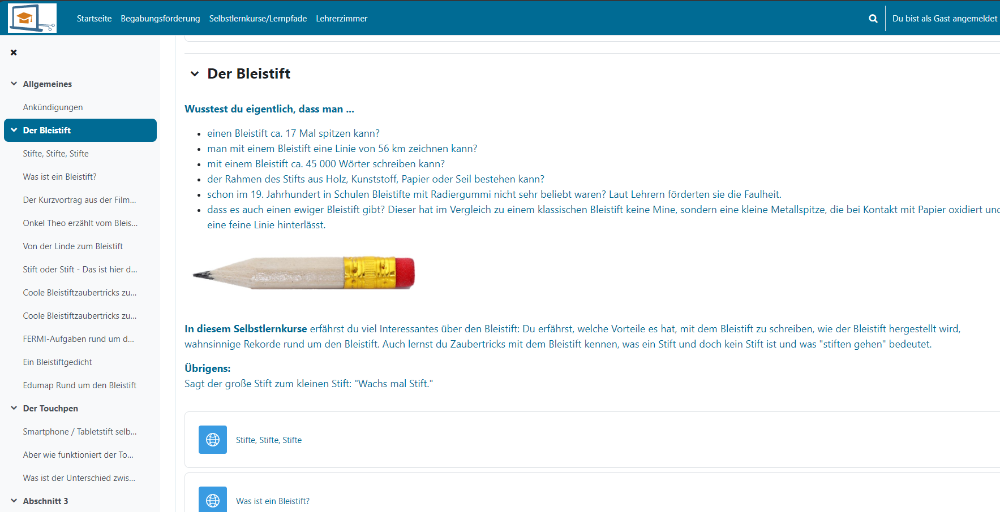 Startseite Begabungsförderung Selbstlernkurse/Lernpfade Lehrerzimmer
Du bist als Gast angemeldet
Allgemeines
Ankündigungen
Der Bleistift
Stifte, Stifte, Stifte
Was ist ein Bleistift?
Der Kurzvortrag aus der Film...
Onkel Theo erzählt vom Bleis...
Von der Linde zum Bleistift
Stift oder Stift - Das ist hier d...
Coole Bleistiftzaubertricks zu...
Coole Bleistiftzaubertricks zu...
FERMI-Aufgaben rund um d...
Ein Bleistiftgedicht
Edumap Rund um den Bleistift
Der Touchpen
Smartphone / Tabletstift selb...
Aber wie funktioniert der To...
Was ist der Unterschied zwis...
Abschnitt 3
Der Bleistift
Wusstest du eigentlich, dass man ...
einen Bleistift ca. 17 Mal spitzen kann?
man mit einem Bleistift eine Linie von 56 km zeichnen kann?
mit einem Bleistift ca. 45 000 Wörter schreiben kann?
der Rahmen des Stifts aus Holz, Kunststoff, Papier oder Seil bestehen kann?
schon im 19. Jahrhundert in Schulen Bleistifte mit Radiergummi nicht sehr beliebt waren? Laut Lehrern förderten sie die Faulheit.
dass es auch einen ewiger Bleistift gibt? Dieser hat im Vergleich zu einem klassischen Bleistift keine Mine, sondern eine kleine Metallspitze, die bei Kontakt mit Papier oxidiert und
eine feine Linie hinterlässt.
In diesem Selbstlernkurse erfährst du viel Interessantes über den Bleistift: Du erfährst, welche Vorteile es hat, mit dem Bleistift zu schreiben, wie der Bleistift hergestellt wird,
wahnsinnige Rekorde rund um den Bleistift. Auch lernst du Zaubertricks mit dem Bleistift kennen, was ein Stift und doch kein Stift ist und was "stiften gehen" bedeutet.
Übrigens:
Sagt der große Stift zum kleinen Stift: "Wachs mal Stift."
Stifte, Stifte, Stifte
Was ist ein Bleistift?